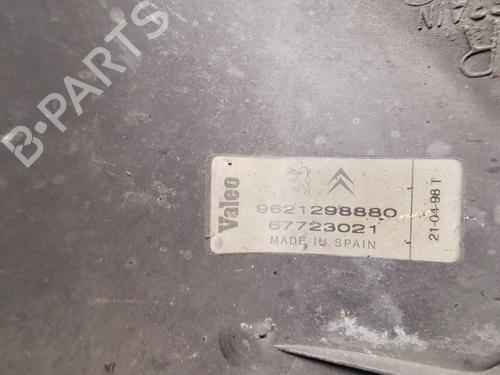 B-PARTS
Valeo
9621298880
67723021
MADE IN SPAIN
21-04-98 T